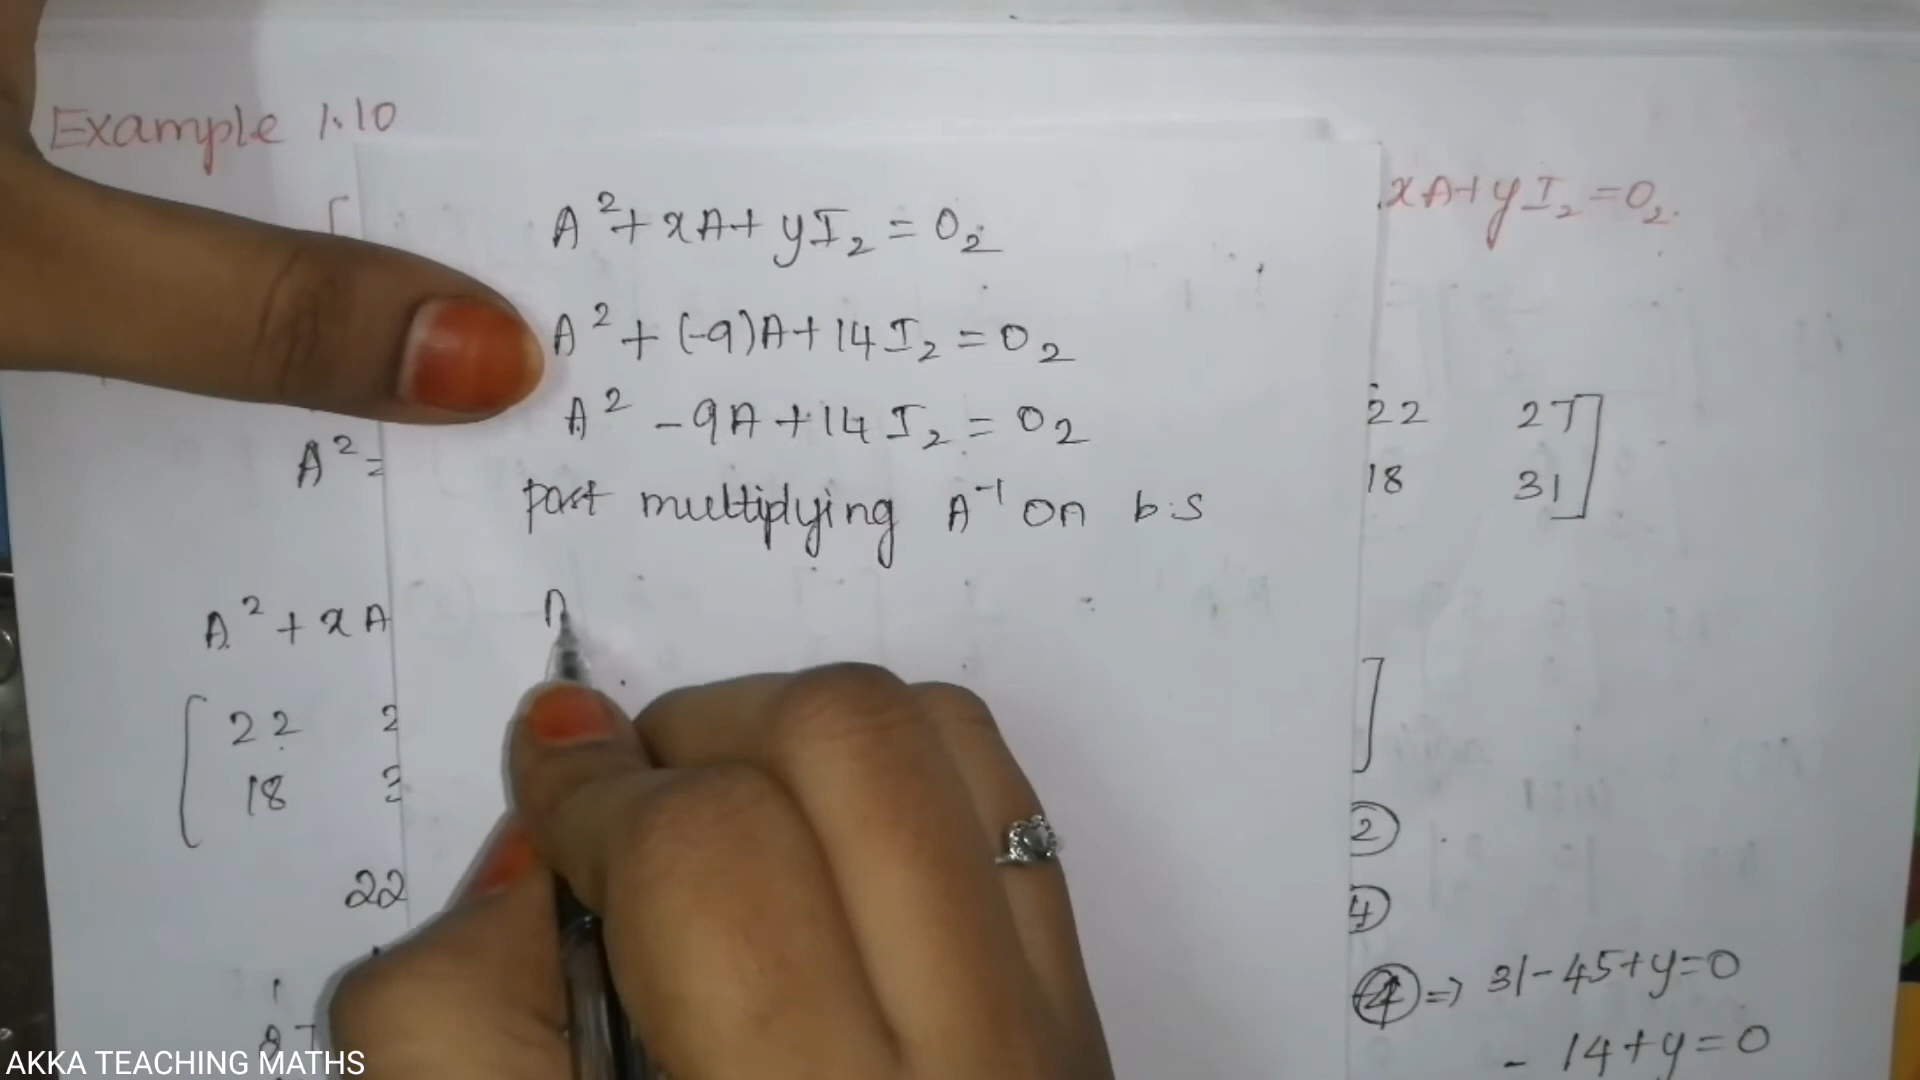 Example 1.10
xA+yI₂=O₂.
A²+xA+yI₂=O₂
A²+(-9)A+14I₂=O₂
A²-9A+14I₂=O₂
post multiplying A⁻¹ on b.s
A
22 27
18 31
A²=
A²+xA
22 2
18 3
22
②
④
④=> 31-45+y=0
-14+y=0
AKKA TEACHING MATHS